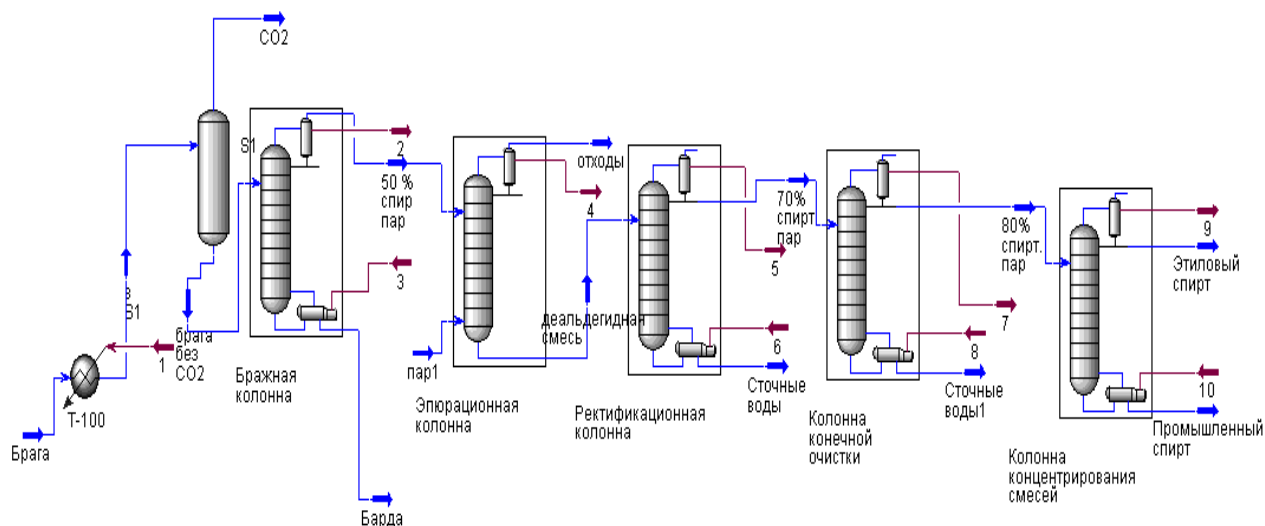 CO2
S1
2
50 %
спир
пар
3
S1
брага
без
CO2
1
T-100
Брага
Бражная
колонна
Барда
отходы
4
пар1
Эпюрационная
колонна
деальдегидная
смесь
70%
спирт
пар
5
6
Сточные
воды
Ректификационная
колонна
80%
спирт.
пар
7
8
Сточные
воды1
Колонна
конечной
очистки
9
Этиловый
спирт
10
Промышленный
спирт
Колонна
концентрирования
смесей